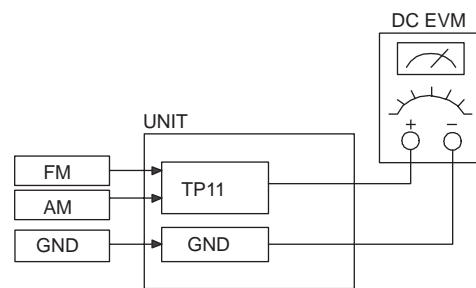 DC EVM
+ −
UNIT
FM
TP11
AM
GND
GND